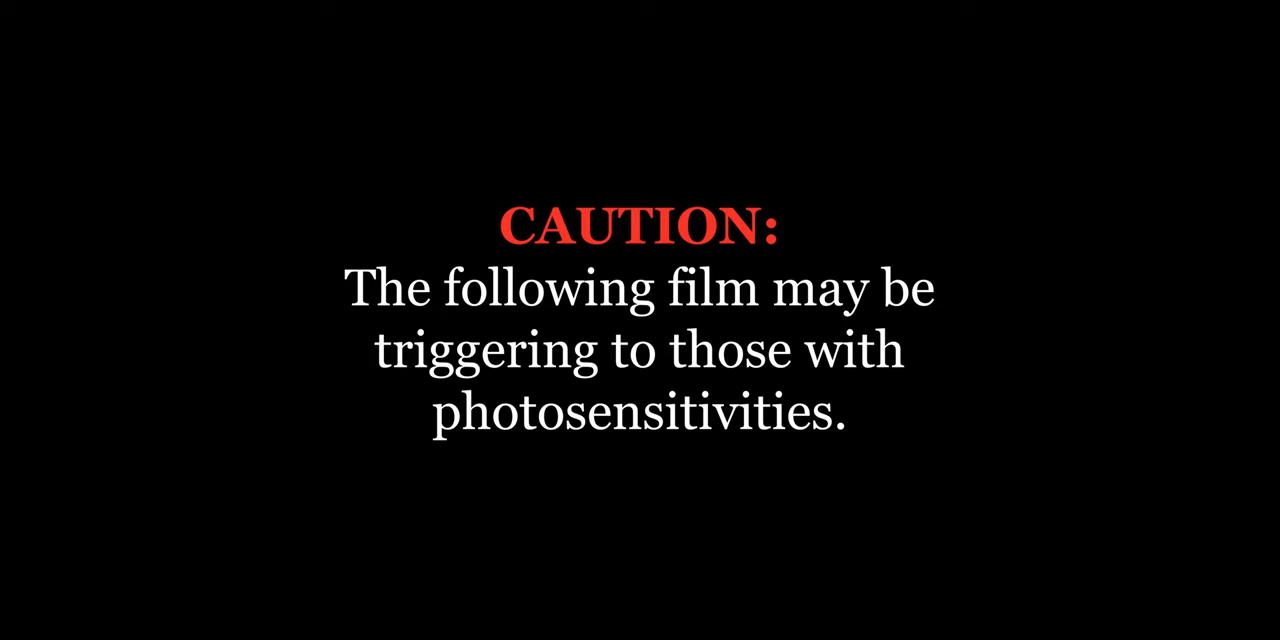 CAUTION:
The following film may be
triggering to those with
photosensitivities.